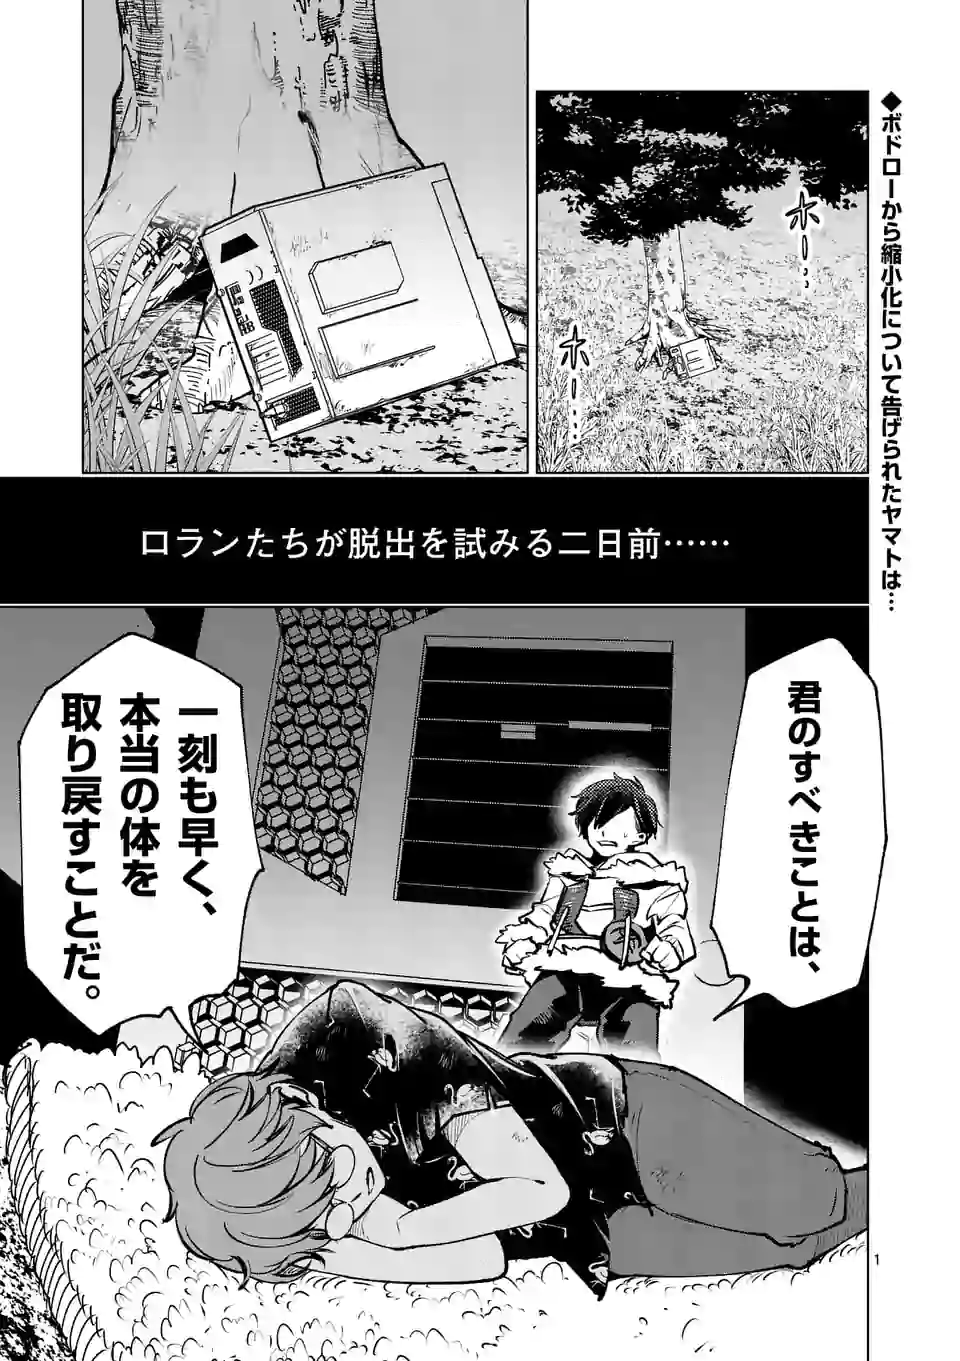 ◆ボドローから縮小化について告げられたヤマトは…
ホー…
ホー…
ロランたちが脱出を試みる二日前……
君のすべきことは、
一刻も早く、
本当の体を
取り戻すことだ。
1